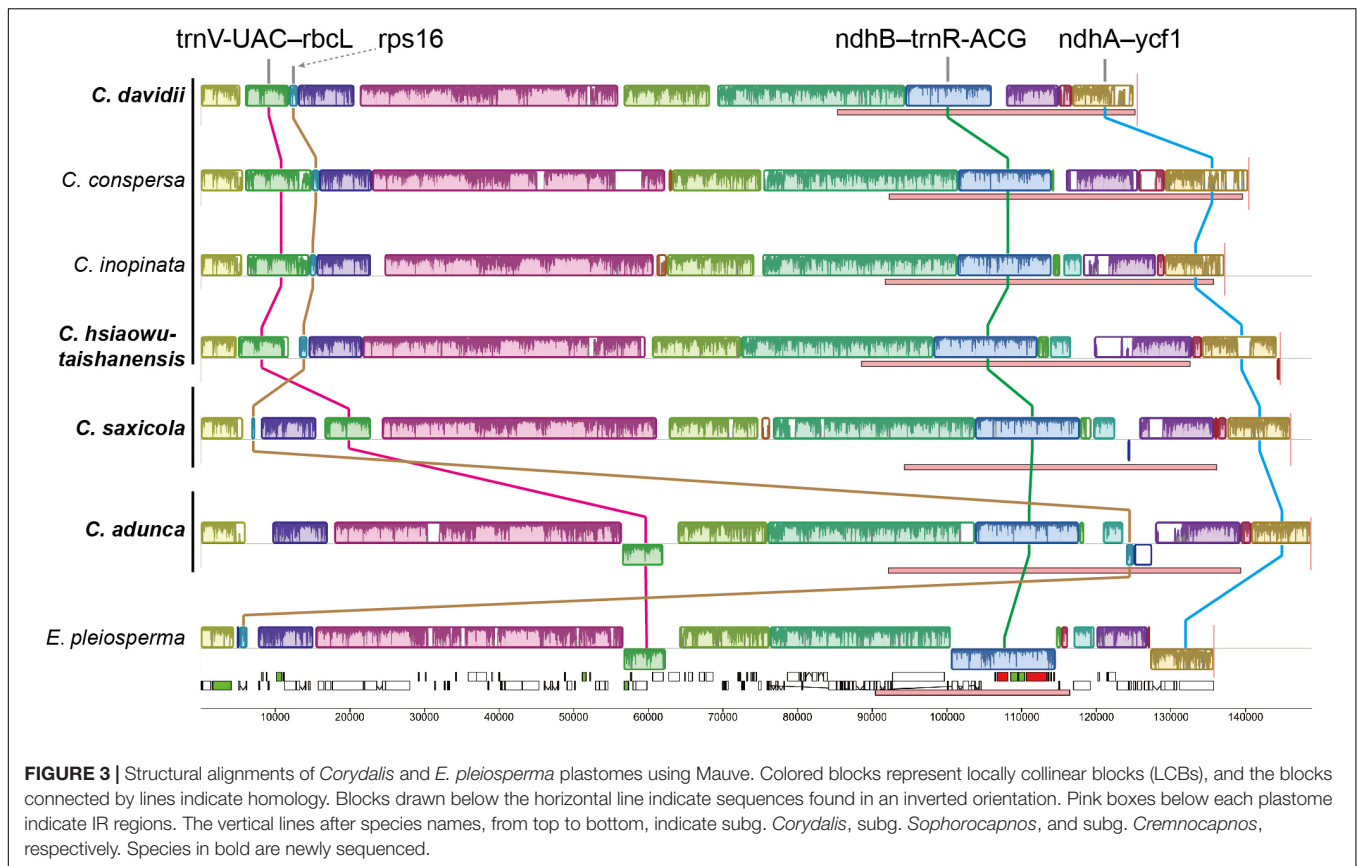 trnV-UAC–rbcL rps16 ndhB–trnR-ACG ndhA–ycf1
C. davidii
C. conspersa
C. inopinata
C. hsiaowu-
taishanensis
C. saxicola
C. adunca
E. pleiosperma
10000 20000 30000 40000 50000 60000 70000 80000 90000 100000 110000 120000 130000 140000
FIGURE 3 | Structural alignments of Corydalis and E. pleiosperma plastomes using Mauve. Colored blocks represent locally collinear blocks (LCBs), and the blocks
connected by lines indicate homology. Blocks drawn below the horizontal line indicate sequences found in an inverted orientation. Pink boxes below each plastome
indicate IR regions. The vertical lines after species names, from top to bottom, indicate subg. Corydalis, subg. Sophorocapnos, and subg. Cremnocapnos,
respectively. Species in bold are newly sequenced.